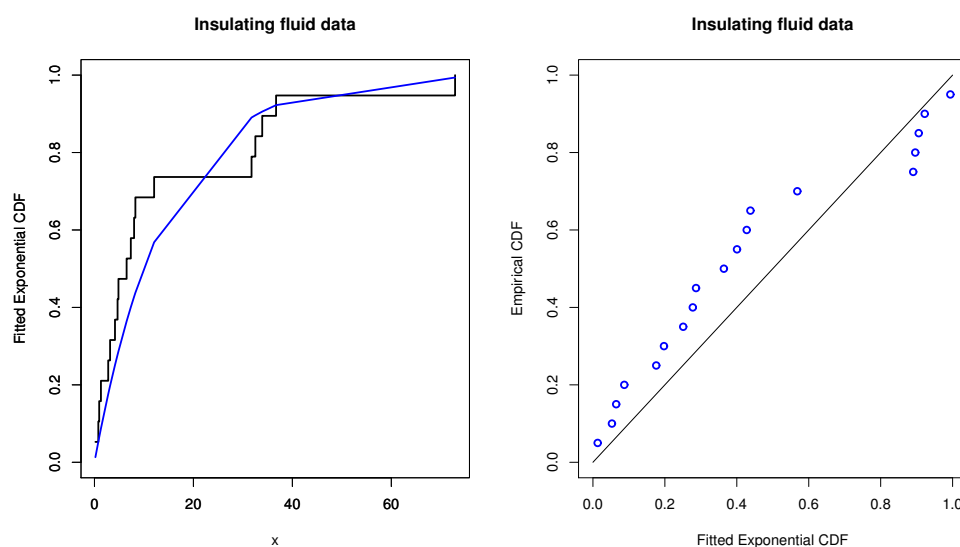 Insulating fluid data
Fitted Exponential CDF
0.0 0.2 0.4 0.6 0.8 1.0
0 20 40 60
x
Insulating fluid data
Empirical CDF
0.0 0.2 0.4 0.6 0.8 1.0
0.0 0.2 0.4 0.6 0.8 1.0
Fitted Exponential CDF